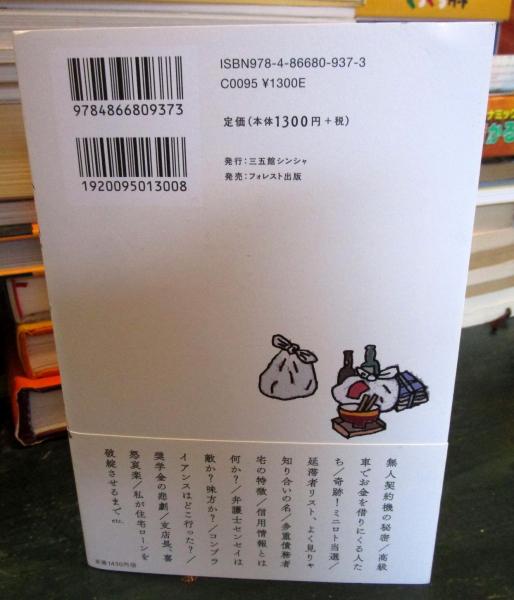 ISBN978-4-86680-937-3
C0095 ¥1300E
9784866809373
定価(本体1300円+税)
1920095013008
発行:三五館シンシャ
発売:フォレスト出版
無人契約機の秘密/高級
車でお金を借りにくる人た
ち/奇跡!ミニロト当選/
延滞者リスト、よく見りゃ
知り合いの名/多重債務者
宅の特徴/信用情報とは
何か?/弁護士センセイは
敵か?味方か?/コンプラ
イアンスはどこ行った?/
奨学金の悲劇/支店長、喜
怒哀楽/私が住宅ローンを
破綻させるまで etc.
定価1430円